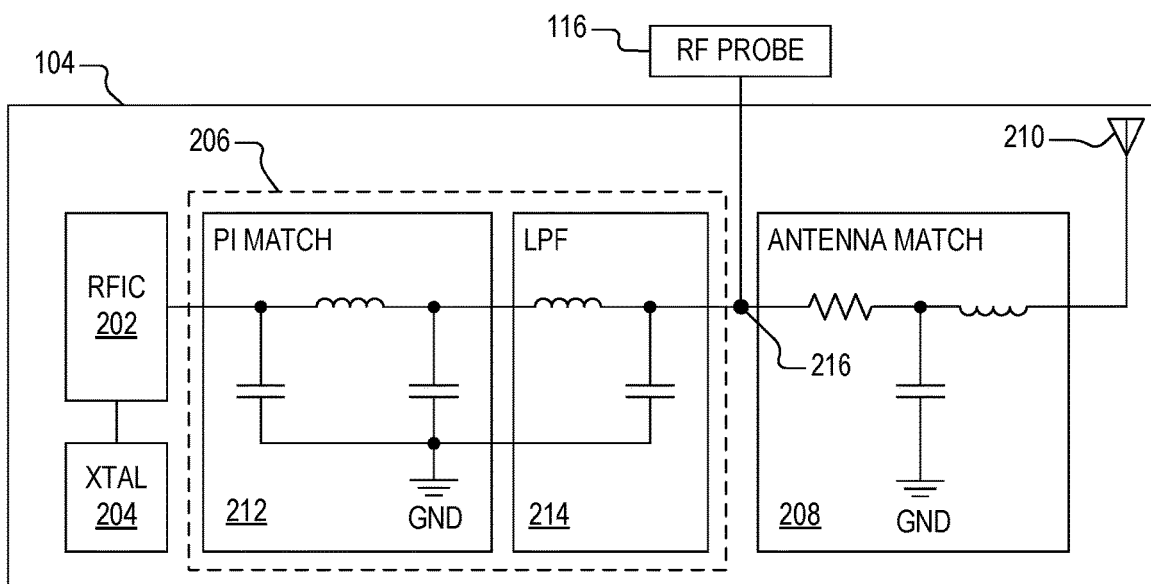 116
RF PROBE
104
206
210
PI MATCH
LPF
ANTENNA MATCH
RFIC
202
216
XTAL
204
212
GND
214
208
GND